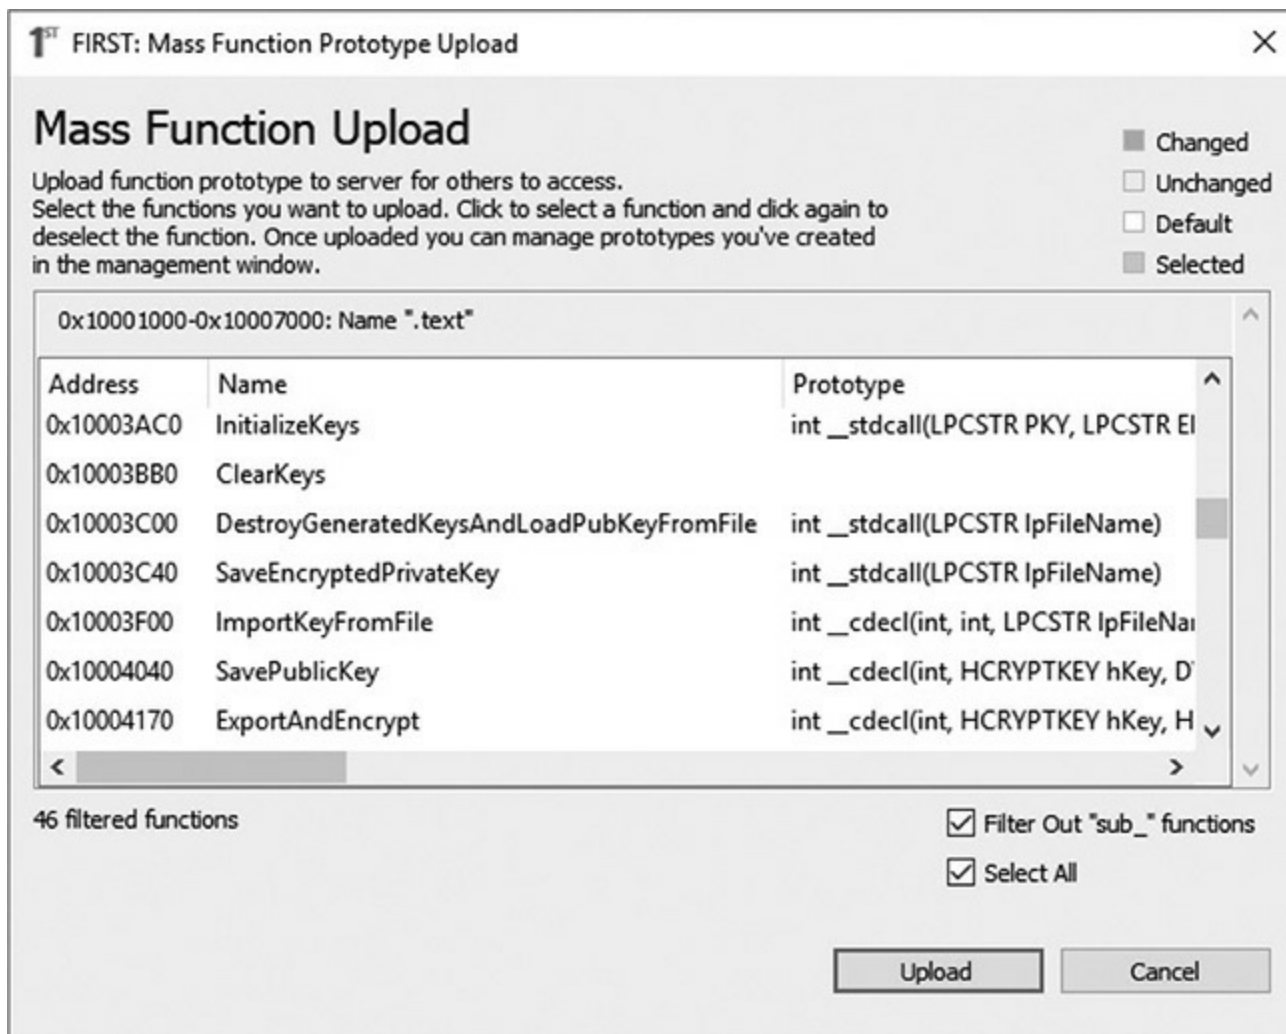 1ST FIRST: Mass Function Prototype Upload
Mass Function Upload
Upload function prototype to server for others to access.
Select the functions you want to upload. Click to select a function and click again to
deselect the function. Once uploaded you can manage prototypes you've created
in the management window.
Changed
Unchanged
Default
Selected
0x10001000-0x10007000: Name ".text"
Address Name Prototype
0x10003AC0 InitializeKeys int __stdcall(LPCSTR PKY, LPCSTR
0x10003BB0 ClearKeys
0x10003C00 DestroyGeneratedKeysAndLoadPubKeyFromFile int __stdcall(LPCSTR lpFileName)
0x10003C40 SaveEncryptedPrivateKey int __stdcall(LPCSTR lpFileName)
0x10003F00 ImportKeyFromFile int __cdecl(int, int, LPCSTR
0x10004040 SavePublicKey int __cdecl(int, HCRYPTKEY hKey,
0x10004170 ExportAndEncrypt int __cdecl(int, HCRYPTKEY hKey, H
46 filtered functions
Filter Out "sub_" functions
Select All
Upload Cancel